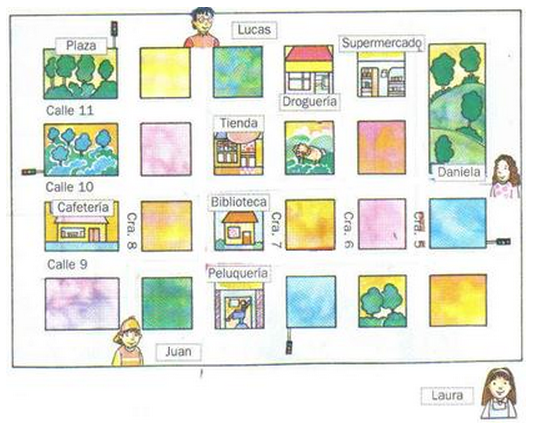 Plaza
Lucas
Supermercado
Droguería
Calle 11
Tienda
Calle 10
Daniela
Cafetería
Cra. 8
Biblioteca
Cra. 7
Cra. 6
Cra. 5
Calle 9
Peluquería
Juan
Laura